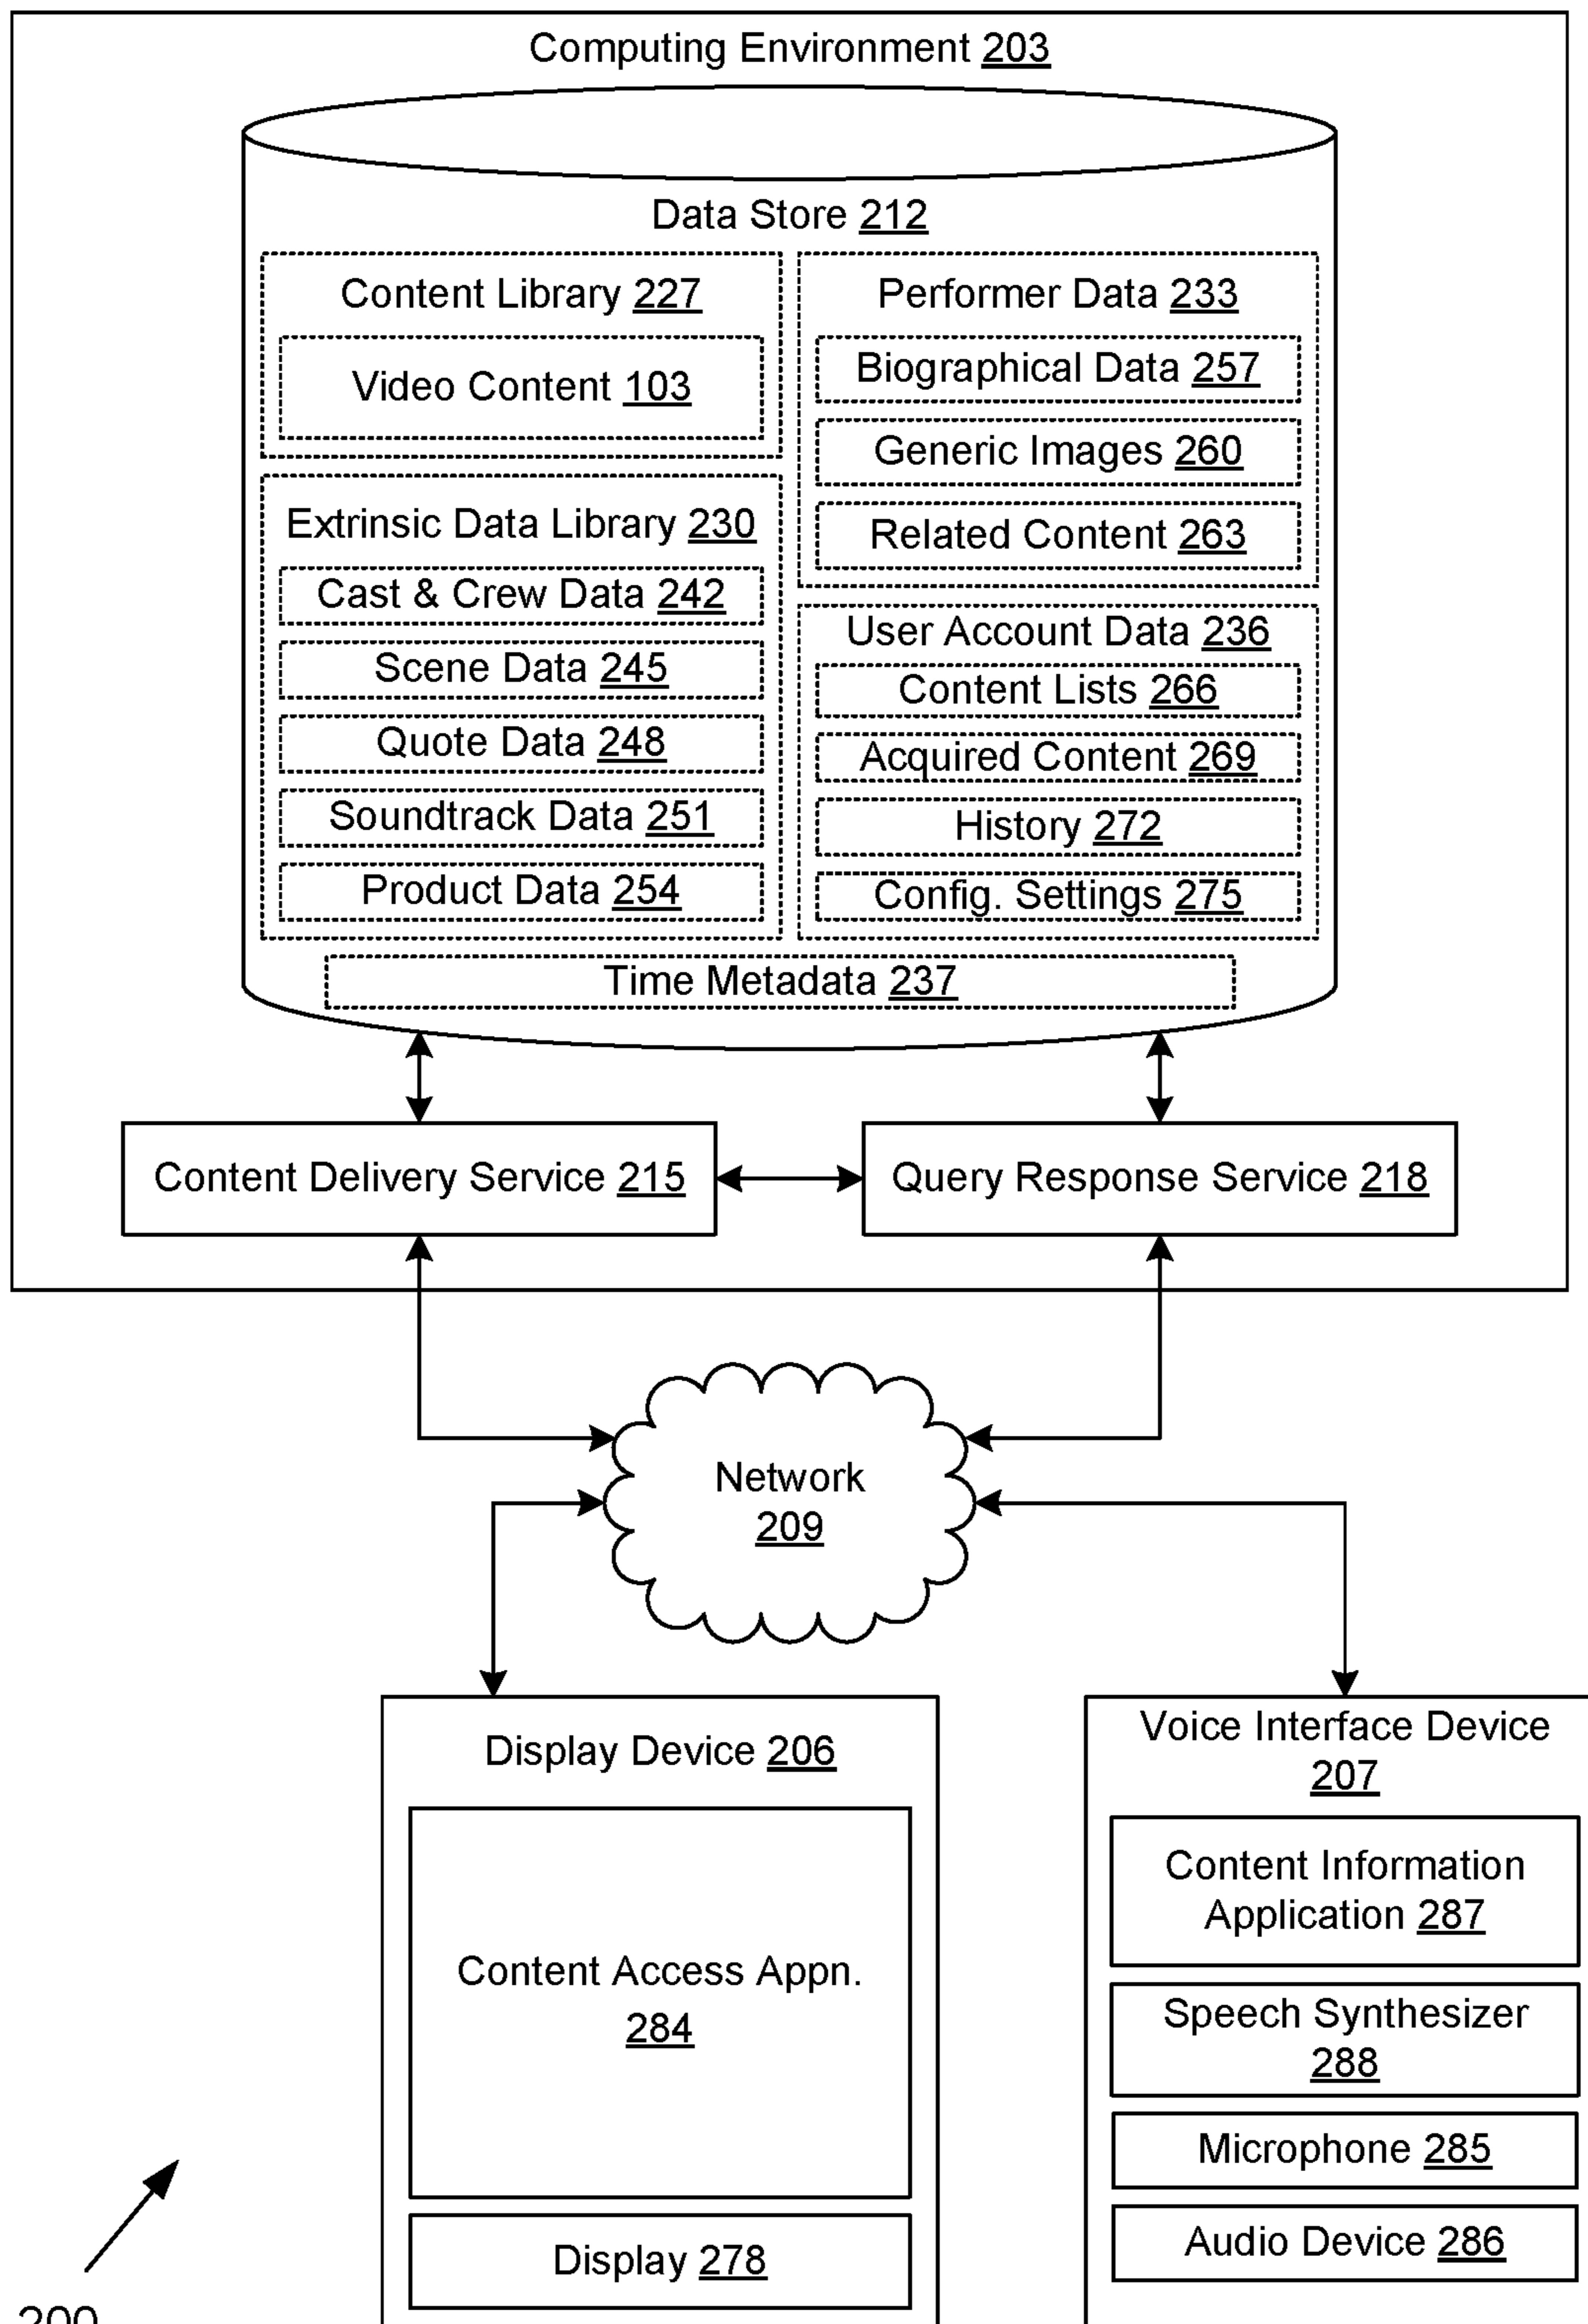 Computing Environment 203
Data Store 212
Content Library 227
Video Content 103
Extrinsic Data Library 230
Cast & Crew Data 242
Scene Data 245
Quote Data 248
Soundtrack Data 251
Product Data 254
Performer Data 233
Biographical Data 257
Generic Images 260
Related Content 263
User Account Data 236
Content Lists 266
Acquired Content 269
History 272
Config. Settings 275
Time Metadata 237
Content Delivery Service 215
Query Response Service 218
Network
209
Display Device 206
Content Access Appn.
284
Display 278
Voice Interface Device
207
Content Information
Application 287
Speech Synthesizer
288
Microphone 285
Audio Device 286
200